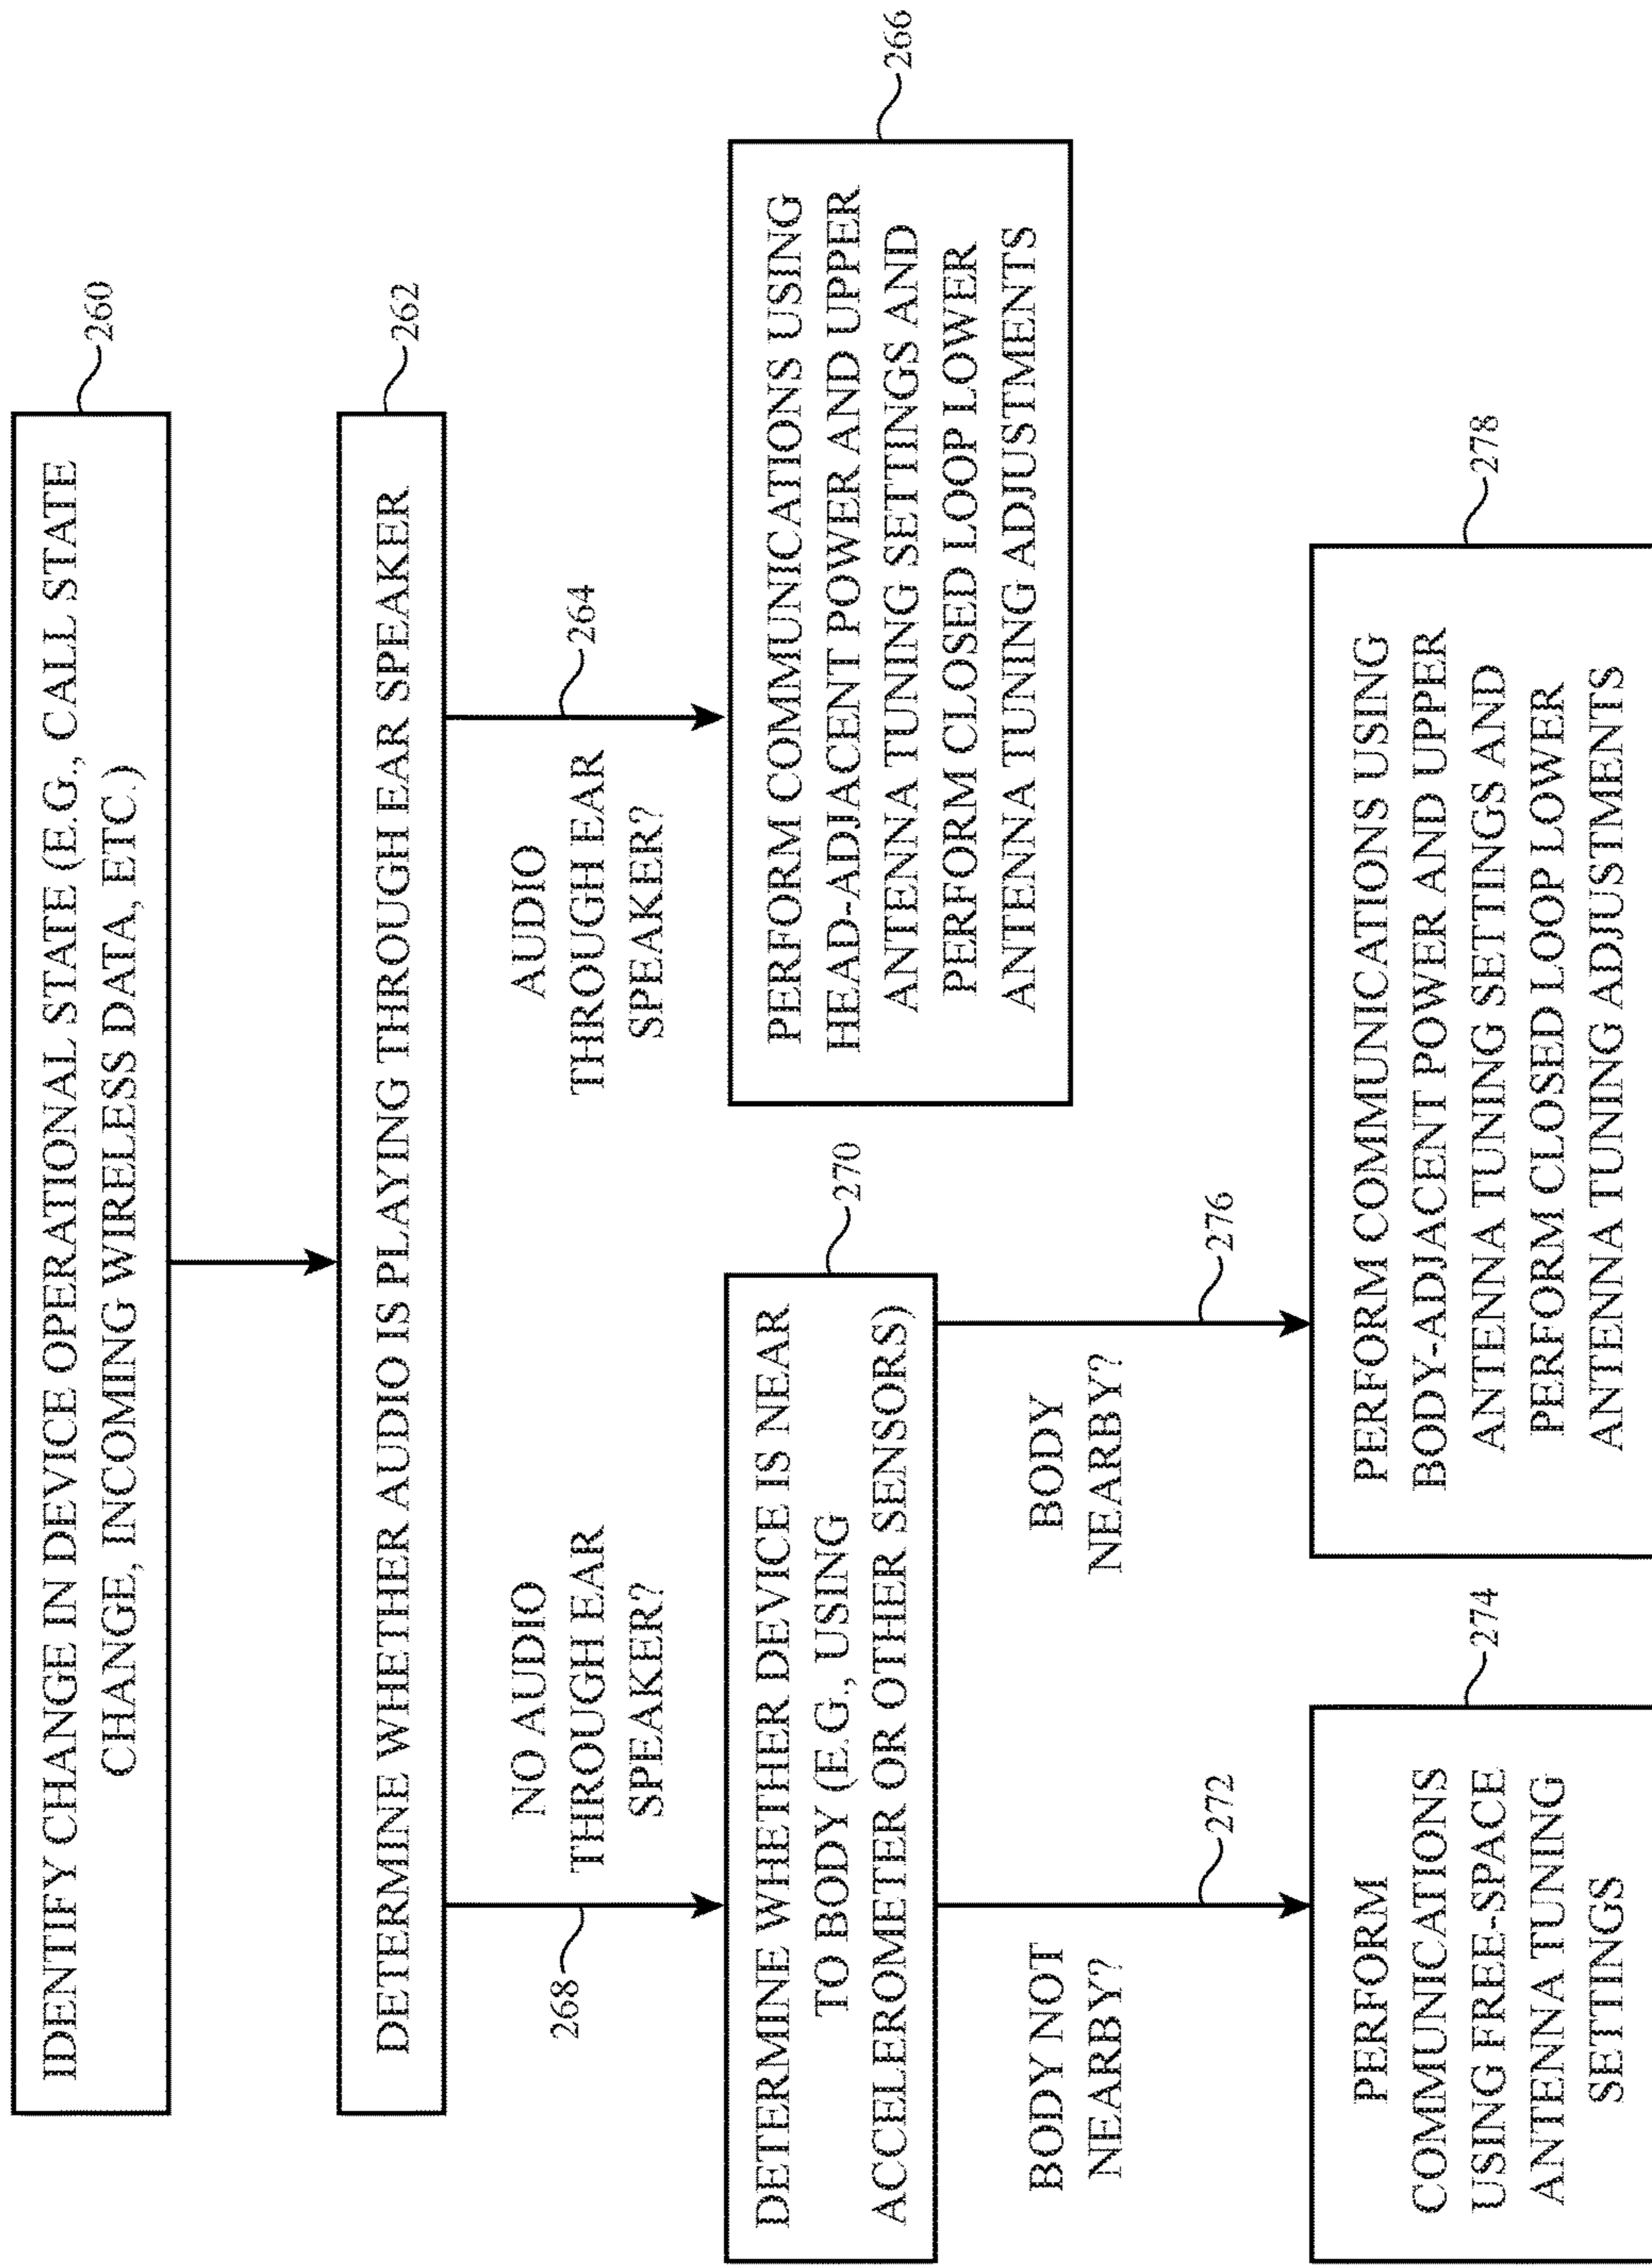 IDENTIFY CHANGE IN DEVICE OPERATIONAL STATE (E.G., CALL STATE
CHANGE, INCOMING WIRELESS DATA, ETC.)
260
DETERMINE WHETHER AUDIO IS PLAYING THROUGH EAR SPEAKER
262
268
NO AUDIO
THROUGH EAR
SPEAKER?
AUDIO
THROUGH EAR
SPEAKER?
264
DETERMINE WHETHER DEVICE IS NEAR
TO BODY (E.G., USING
ACCELEROMETER OR OTHER SENSORS)
270
PERFORM COMMUNICATIONS USING
HEAD-ADJACENT POWER AND UPPER
ANTENNA TUNING SETTINGS AND
PERFORM CLOSED LOOP LOWER
ANTENNA TUNING ADJUSTMENTS
266
BODY NOT
NEARBY?
272
BODY
NEARBY?
276
PERFORM
COMMUNICATIONS
USING FREE-SPACE
ANTENNA TUNING
SETTINGS
274
PERFORM COMMUNICATIONS USING
BODY-ADJACENT POWER AND UPPER
ANTENNA TUNING SETTINGS AND
PERFORM CLOSED LOOP LOWER
ANTENNA TUNING ADJUSTMENTS
278